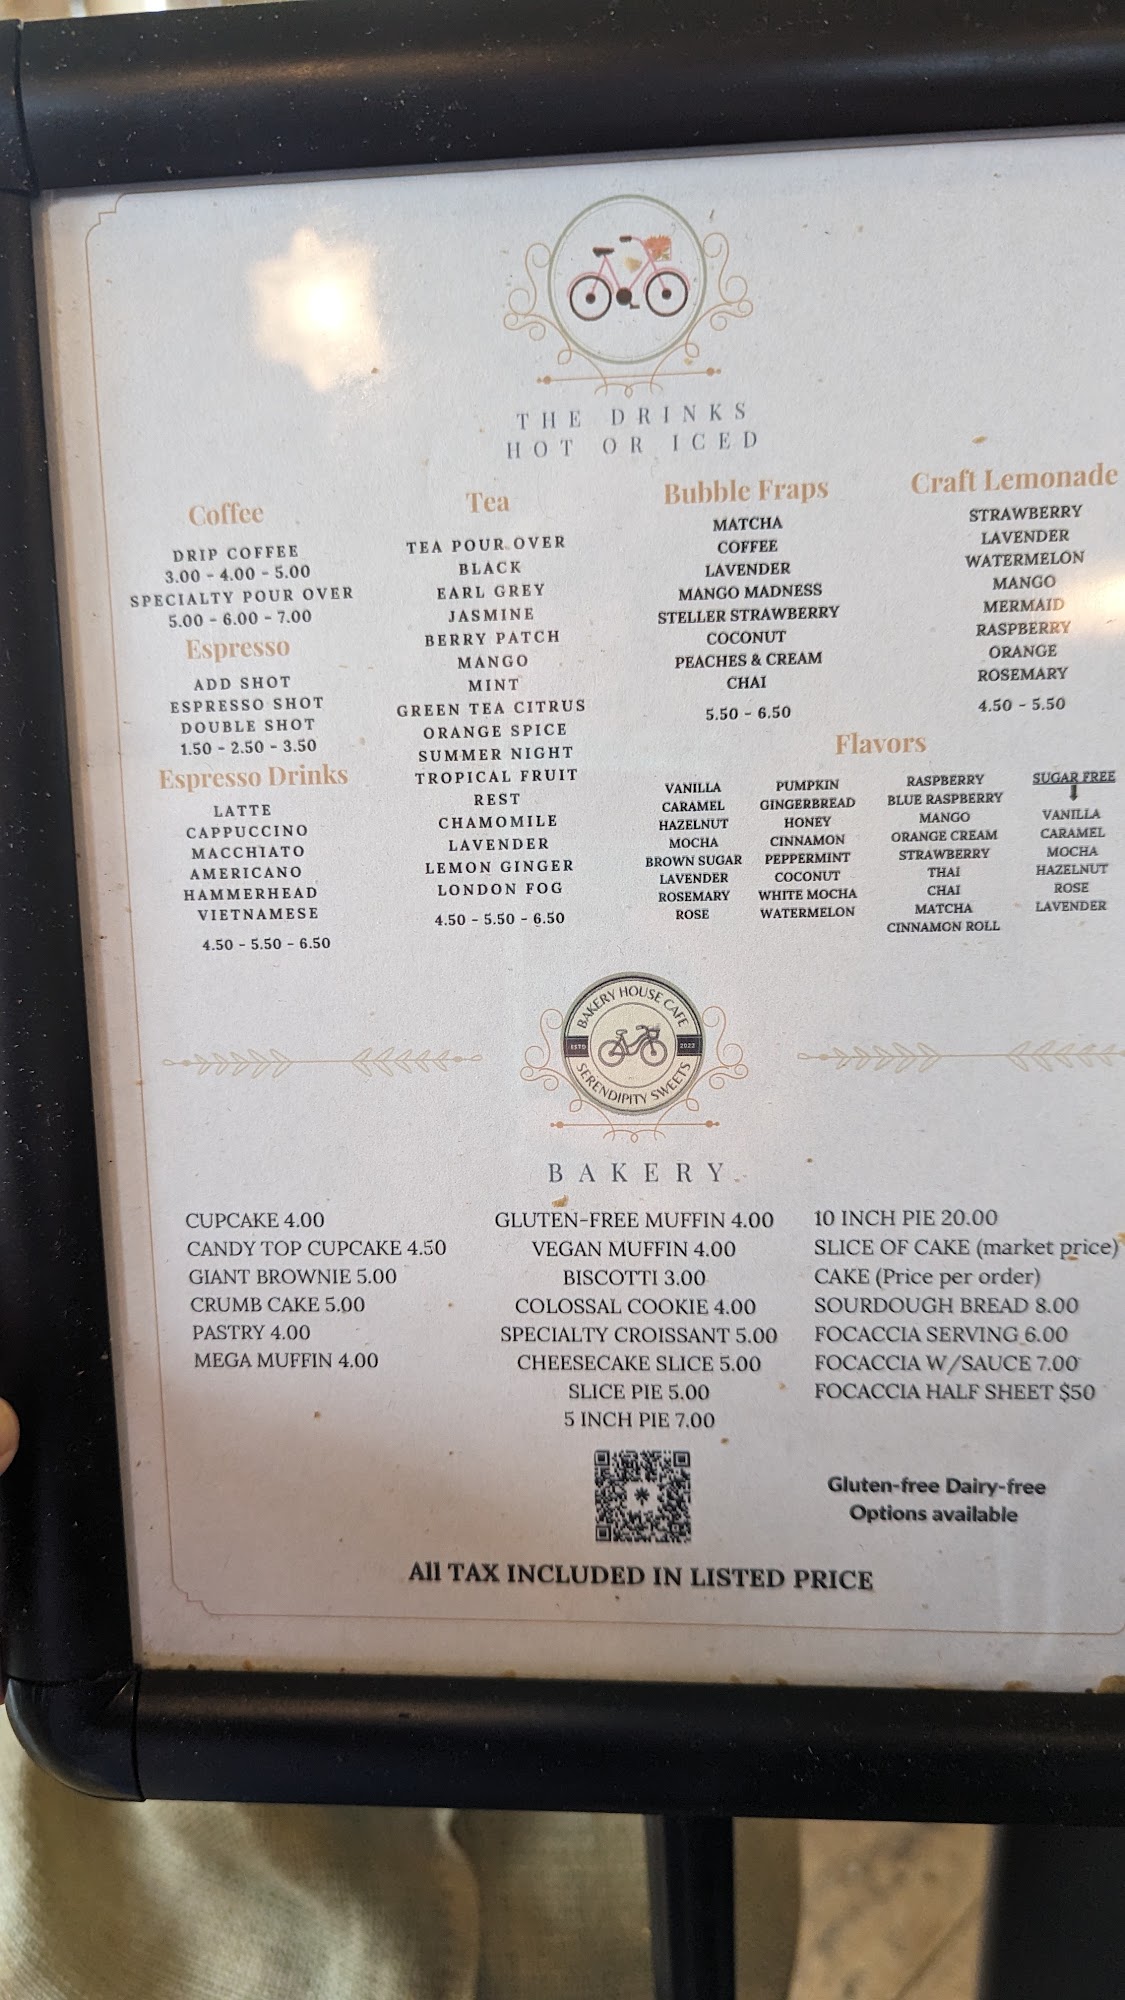 THE DRINKS
HOT OR ICED
Coffee
DRIP COFFEE
3.00 - 4.00 - 5.00
SPECIALTY POUR OVER
5.00 - 6.00 - 7.00
Espresso
ADD SHOT
ESPRESSO SHOT
DOUBLE SHOT
1.50 - 2.50 - 3.50
Espresso Drinks
LATTE
CAPPUCCINO
MACCHIATO
AMERICANO
HAMMERHEAD
VIETNAMESE
4.50 - 5.50 - 6.50
Tea
TEA POUR OVER
BLACK
EARL GREY
JASMINE
BERRY PATCH
MANGO
MINT
GREEN TEA CITRUS
ORANGE SPICE
SUMMER NIGHT
TROPICAL FRUIT
REST
CHAMOMILE
LAVENDER
LEMON GINGER
LONDON FOG
4.50 - 5.50 - 6.50
Bubble Fraps
MATCHA
COFFEE
LAVENDER
MANGO MADNESS
STELLER STRAWBERRY
COCONUT
PEACHES & CREAM
CHAI
5.50 - 6.50
Craft Lemonade
STRAWBERRY
LAVENDER
WATERMELON
MANGO
MERMAID
RASPBERRY
ORANGE
ROSEMARY
4.50 - 5.50
Flavors
VANILLA
CARAMEL
HAZELNUT
MOCHA
BROWN SUGAR
LAVENDER
ROSEMARY
ROSE
PUMPKIN
GINGERBREAD
HONEY
CINNAMON
PEPPERMINT
COCONUT
WHITE MOCHA
WATERMELON
RASPBERRY
BLUE RASPBERRY
MANGO
ORANGE CREAM
STRAWBERRY
THAI
CHAI
MATCHA
CINNAMON ROLL
SUGAR FREE
VANILLA
CARAMEL
MOCHA
HAZELNUT
ROSE
LAVENDER
BAKERY HOUSE CAFE
ESTD 2022
SERENDIPITY SWEETS
BAKERY
CUPCAKE 4.00
CANDY TOP CUPCAKE 4.50
GIANT BROWNIE 5.00
CRUMB CAKE 5.00
PASTRY 4.00
MEGA MUFFIN 4.00
GLUTEN-FREE MUFFIN 4.00
VEGAN MUFFIN 4.00
BISCOTTI 3.00
COLOSSAL COOKIE 4.00
SPECIALTY CROISSANT 5.00
CHEESECAKE SLICE 5.00
SLICE PIE 5.00
5 INCH PIE 7.00
10 INCH PIE 20.00
SLICE OF CAKE (market price)
CAKE (Price per order)
SOURDOUGH BREAD 8.00
FOCACCIA SERVING 6.00
FOCACCIA W/SAUCE 7.00
FOCACCIA HALF SHEET $50
Gluten-free Dairy-free
Options available
All TAX INCLUDED IN LISTED PRICE